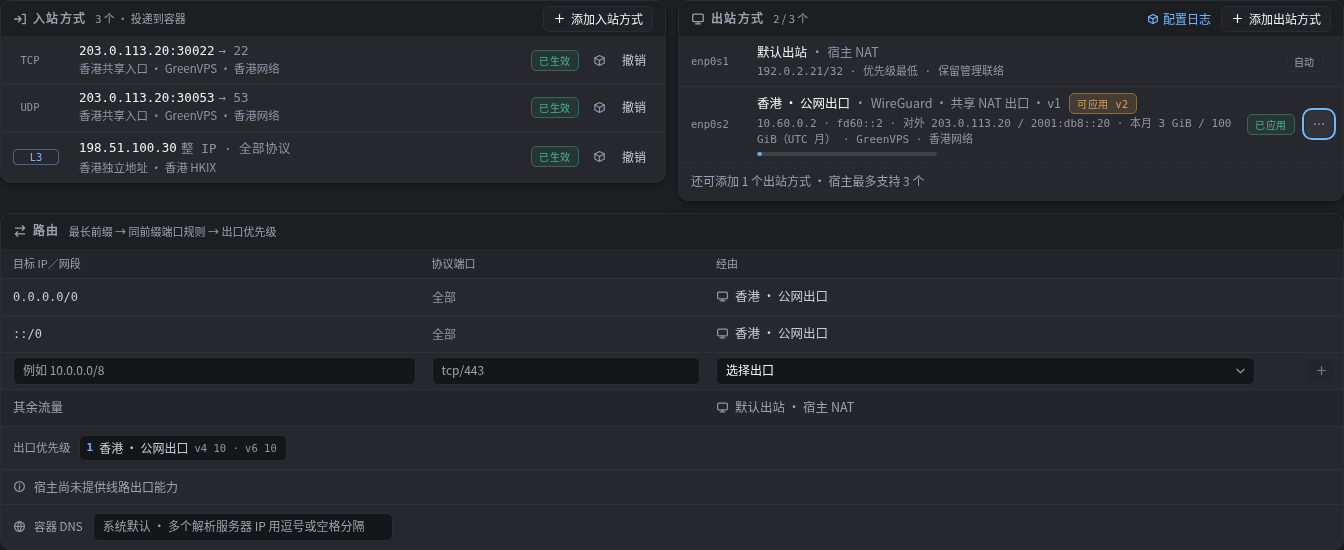 入站方式 3 个 · 投递到容器
+ 添加入站方式
TCP
203.0.113.20:30022 → 22
香港共享入口 · GreenVPS · 香港网络
已生效
撤销
UDP
203.0.113.20:30053 → 53
香港共享入口 · GreenVPS · 香港网络
已生效
撤销
L3
198.51.100.30 整 IP · 全部协议
香港独立地址 · 香港 HKIX
已生效
撤销
出站方式 2 / 3 个
配置日志
+ 添加出站方式
enp0s1
默认出站 · 宿主 NAT
192.0.2.21/32 · 优先级最低 · 保留管理联络
自动
enp0s2
香港 · 公网出口 · WireGuard · 共享 NAT 出口 · v1 可应用 v2
10.60.0.2 · fd60::2 · 对外 203.0.113.20 / 2001:db8::20 · 本月 3 GiB / 100
GiB（UTC 月） · GreenVPS · 香港网络
已应用
···
还可添加 1 个出站方式 · 宿主最多支持 3 个
路由 最长前缀 → 同前缀端口规则 → 出口优先级
目标 IP／网段 协议端口 经由
0.0.0.0/0 全部 香港 · 公网出口
::/0 全部 香港 · 公网出口
例如 10.0.0.0/8 tcp/443 选择出口 +
其余流量 默认出站 · 宿主 NAT
出口优先级 1 香港 · 公网出口 v4 10 · v6 10
宿主尚未提供线路出口能力
容器 DNS 系统默认 · 多个解析服务器 IP 用逗号或空格分隔